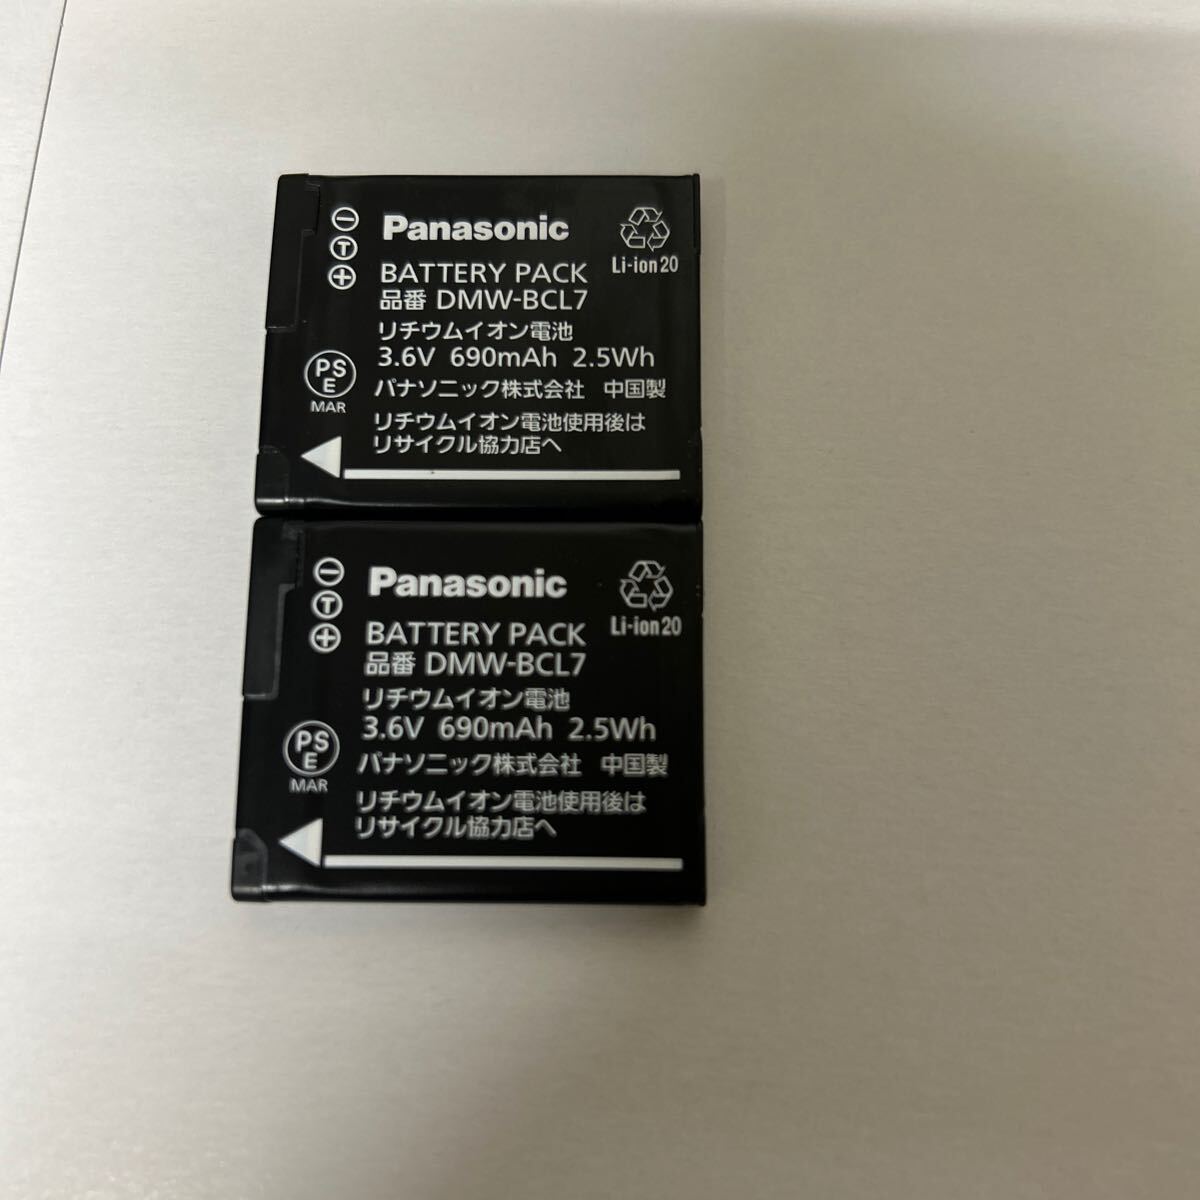 Panasonic
Li-ion20
BATTERY PACK
品番 DMW-BCL7
リチウムイオン電池
3.6V 690mAh 2.5Wh
パナソニック株式会社 中国製
リチウムイオン電池使用後は
リサイクル協力店へ
T
PS
E
MAR
Panasonic
Li-ion20
BATTERY PACK
品番 DMW-BCL7
リチウムイオン電池
3.6V 690mAh 2.5Wh
パナソニック株式会社 中国製
リチウムイオン電池使用後は
リサイクル協力店へ
T
PS
E
MAR